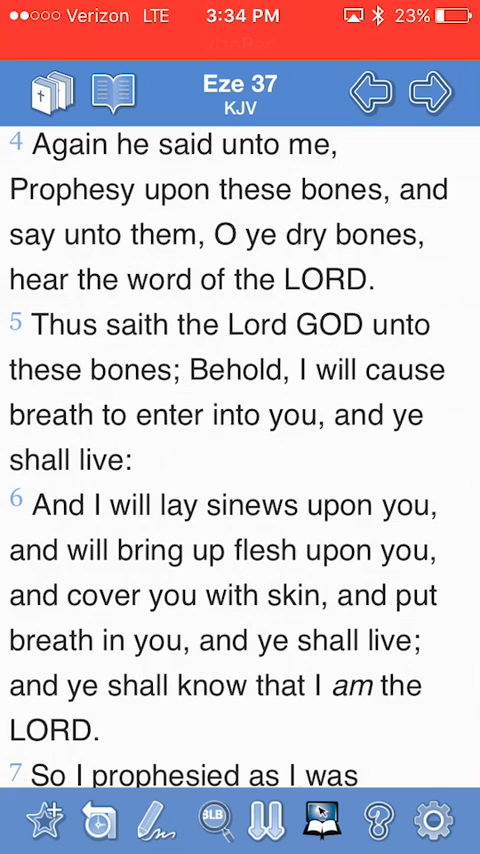 Verizon LTE 3:34 PM 23%
Eze 37
KJV
4 Again he said unto me,
Prophesy upon these bones, and
say unto them, O ye dry bones,
hear the word of the LORD.
5 Thus saith the Lord GOD unto
these bones; Behold, I will cause
breath to enter into you, and ye
shall live:
6 And I will lay sinews upon you,
and will bring up flesh upon you,
and cover you with skin, and put
breath in you, and ye shall live;
and ye shall know that I am the
LORD.
7 So I prophesied as I was
BLB